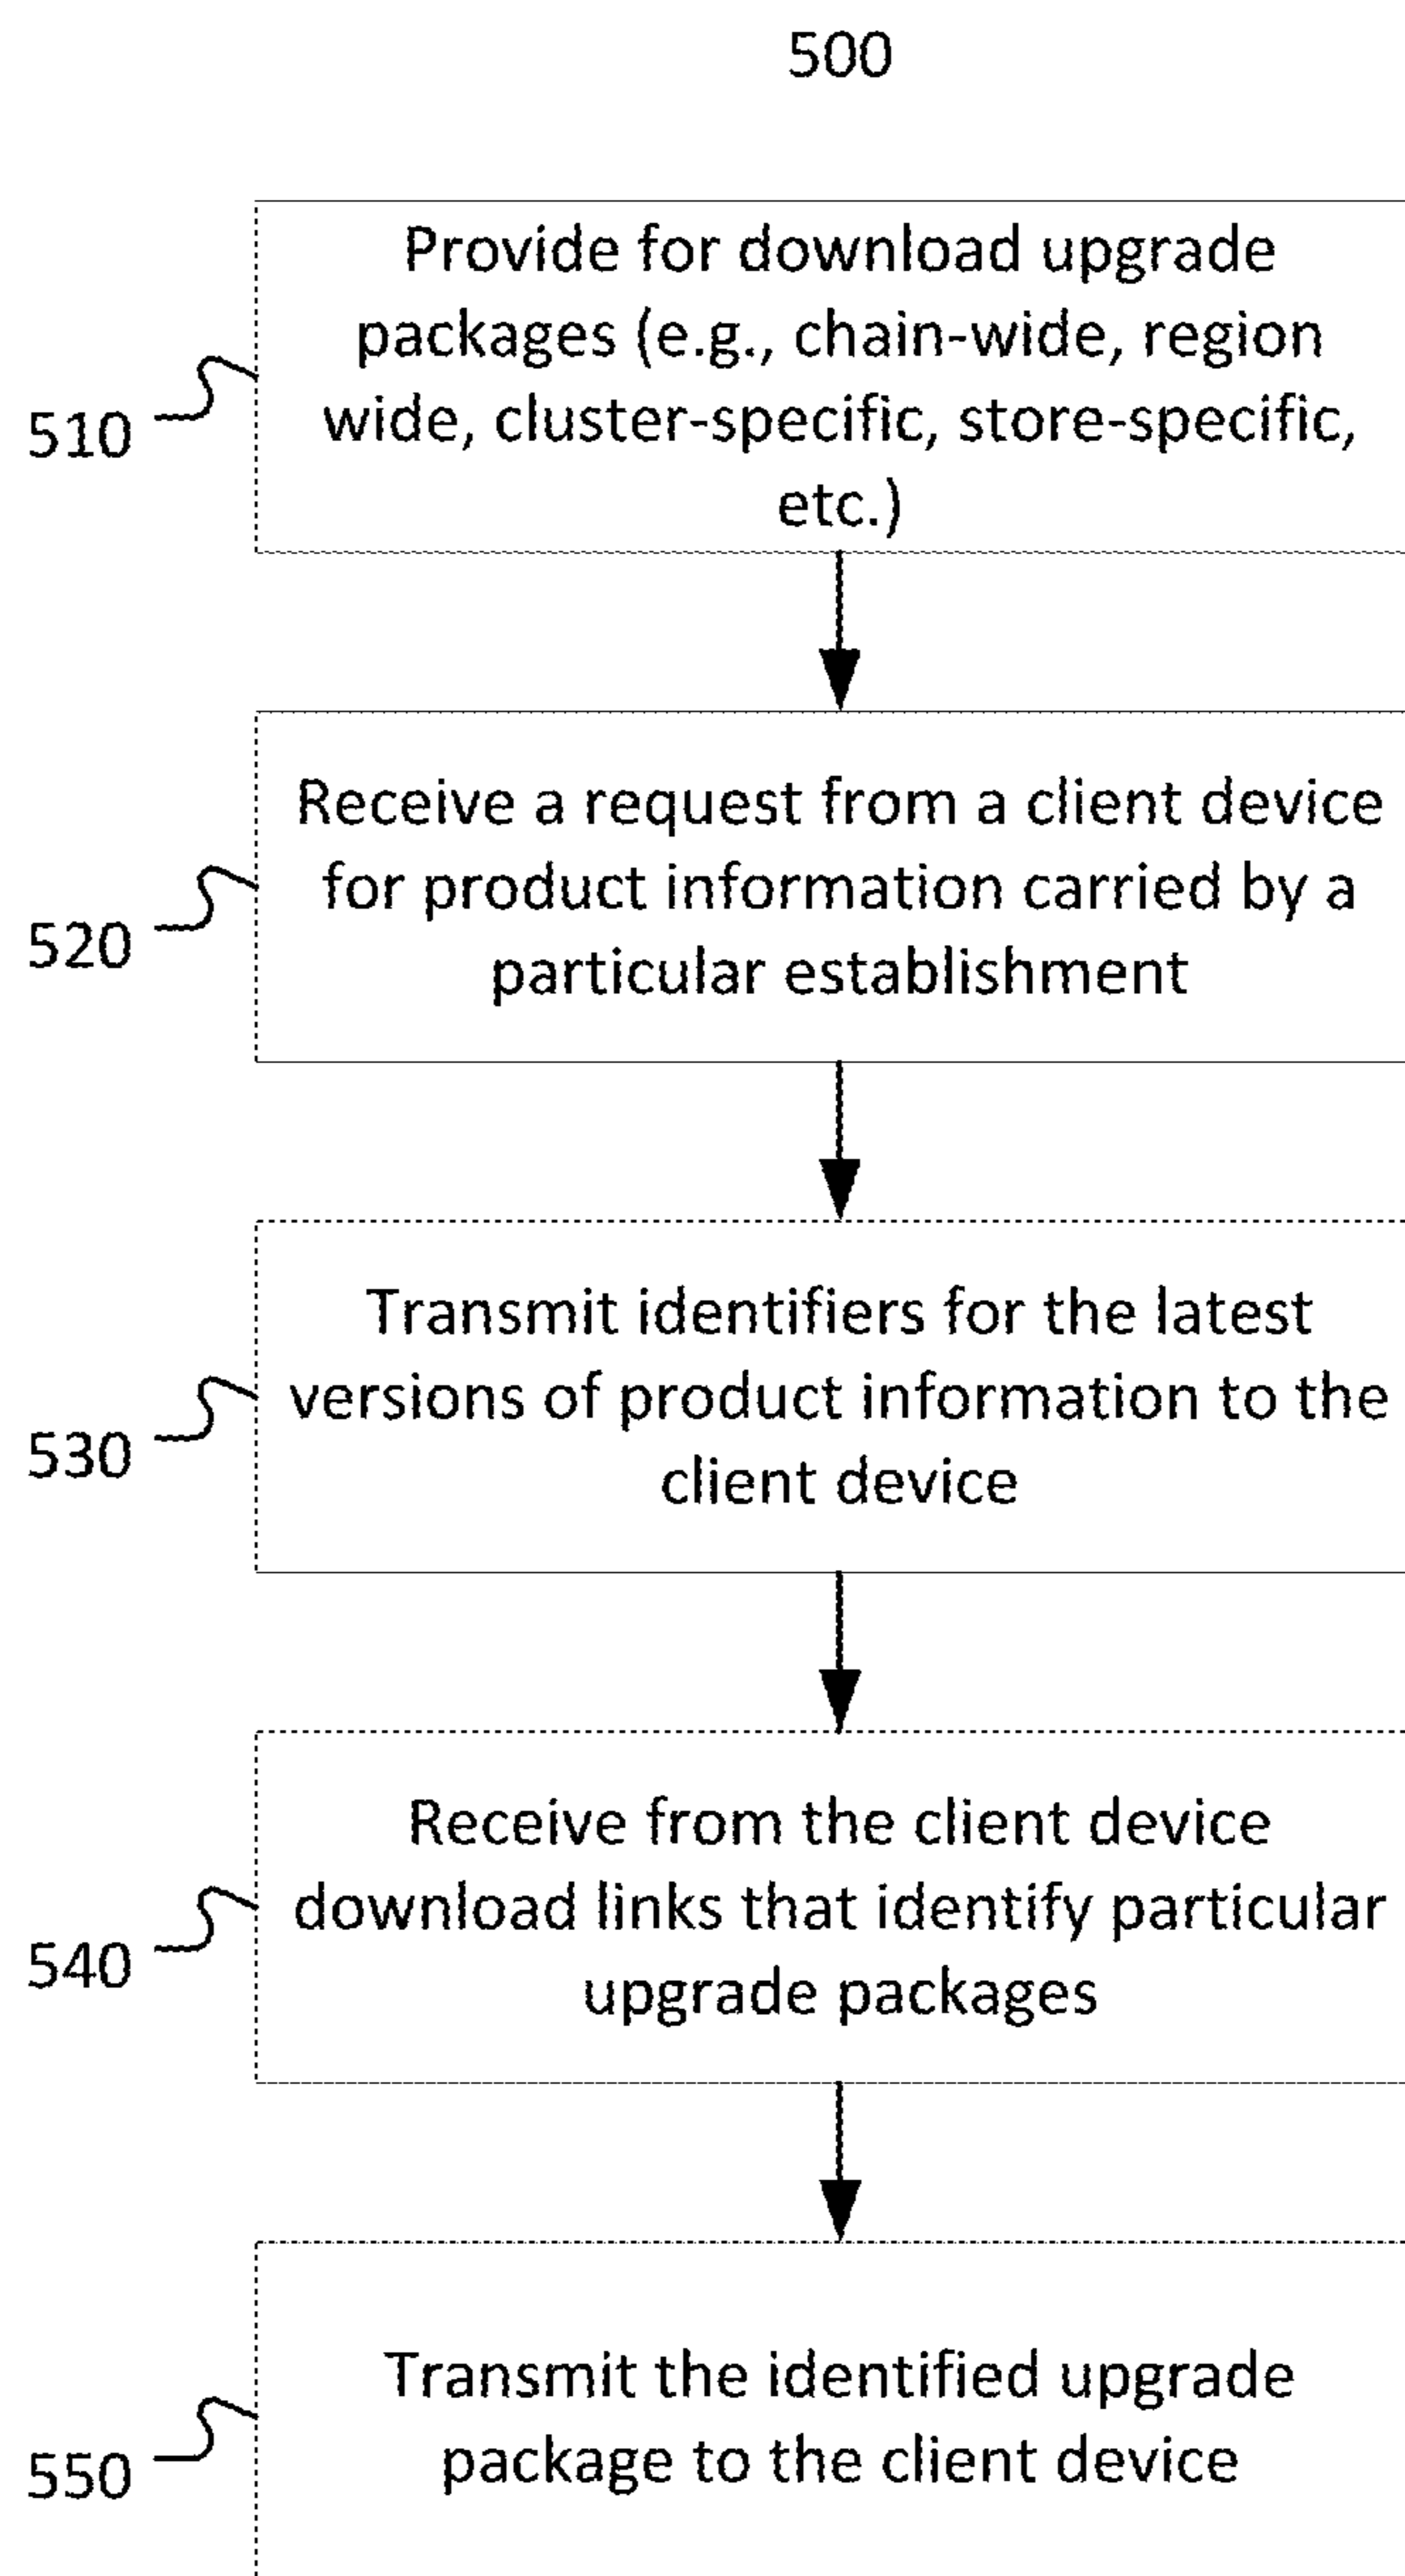 500
Provide for download upgrade
packages (e.g., chain-wide, region
wide, cluster-specific, store-specific,
etc.)
510
Receive a request from a client device
for product information carried by a
particular establishment
520
Transmit identifiers for the latest
versions of product information to the
client device
530
Receive from the client device
download links that identify particular
upgrade packages
540
Transmit the identified upgrade
package to the client device
550